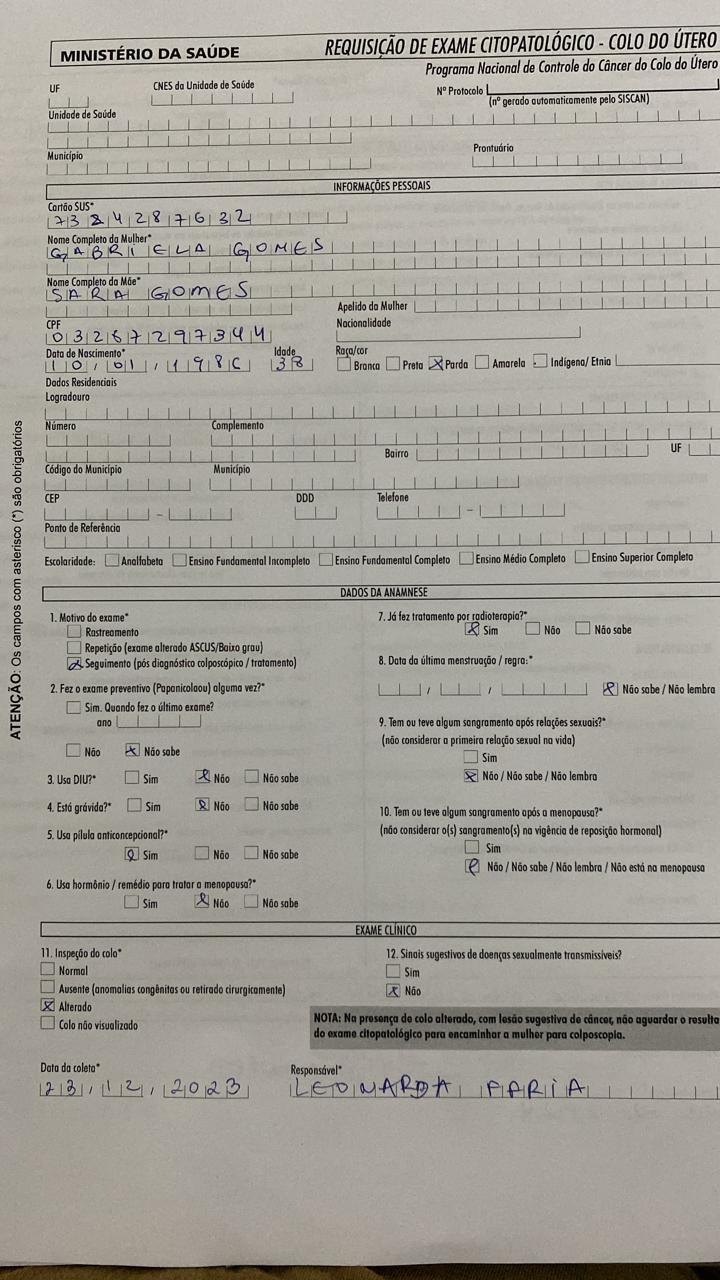 MINISTÉRIO DA SAÚDE
REQUISIÇÃO DE EXAME CITOPATOLÓGICO - COLO DO ÚTERO
Programa Nacional de Controle do Câncer do Colo do Útero
UF CNES da Unidade de Saúde Nº Protocolo
(nº gerado automaticamente pelo SISCAN)
Unidade de Saúde
Município Prontuário
INFORMAÇÕES PESSOAIS
Cartão SUS*
7384287632
Nome Completo da Mulher*
GABRIELA GOMES
Nome Completo da Mãe*
SARA GOMES
Apelido da Mulher
CPF Nacionalidade
03267297344
Data de Nascimento* Idade Raça/cor
10/01/198 38 Branca Preta X Parda Amarela Indígena/ Etnia
Dados Residenciais
Logradouro
Número Complemento
Bairro UF
Código do Município Município
CEP DDD Telefone
Ponto de Referência
Escolaridade: Analfabeta Ensino Fundamental Incompleto Ensino Fundamental Completo Ensino Médio Completo Ensino Superior Completo
ATENÇÃO: Os campos com asterisco (*) são obrigatórios
DADOS DA ANAMNESE
1. Motivo do exame*
Rastreamento
Repetição (exame alterado ASCUS/Baixo grau)
X Seguimento (pós diagnóstico colposcópico / tratamento)
2. Fez o exame preventivo (Papanicolaou) alguma vez?*
Sim. Quando fez o último exame?
ano
Não X Não sabe
3. Usa DIU?* Sim X Não Não sabe
4. Está grávida?* Sim X Não Não sabe
5. Usa pílula anticoncepcional?*
X Sim Não Não sabe
6. Usa hormônio / remédio para tratar a menopausa?*
Sim X Não Não sabe
7. Já fez tratamento por radioterapia?*
X Sim Não Não sabe
8. Data da última menstruação / regra:*
/ / X Não sabe / Não lembra
9. Tem ou teve algum sangramento após relações sexuais?*
(não considerar a primeira relação sexual na vida)
Sim
X Não / Não sabe / Não lembra
10. Tem ou teve algum sangramento após a menopausa?*
(não considerar o(s) sangramento(s) na vigência de reposição hormonal)
Sim
X Não / Não sabe / Não lembra / Não está na menopausa
EXAME CLÍNICO
11. Inspeção do colo*
Normal
Ausente (anomalias congênitas ou retirado cirurgicamente)
X Alterado
Colo não visualizado
12. Sinais sugestivos de doenças sexualmente transmissíveis?
Sim
X Não
NOTA: Na presença de colo alterado, com lesão sugestiva de câncer, não aguardar o resulta
do exame citopatológico para encaminhar a mulher para colposcopia.
Data da coleta* Responsável*
23/12/2023 LEONARDA FARIA